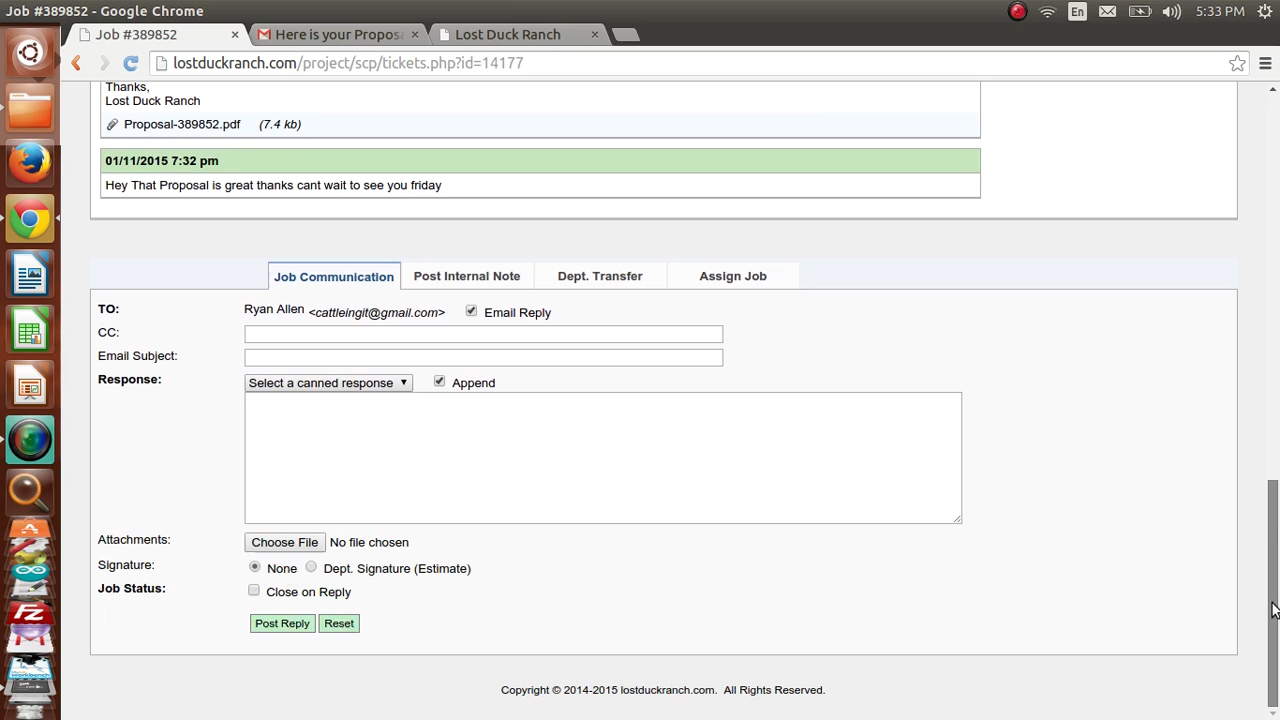 Job #389852 - Google Chrome
En
5:33 PM
Job #389852
Here is your Propos
Lost Duck Ranch
lostduckranch.com/project/scp/tickets.php?id=14177
Thanks,
Lost Duck Ranch
Proposal-389852.pdf (7.4 kb)
01/11/2015 7:32 pm
Hey That Proposal is great thanks cant wait to see you friday
Job Communication
Post Internal Note
Dept. Transfer
Assign Job
TO: Ryan Allen <cattleingit@gmail.com> Email Reply
CC:
Email Subject:
Response: Select a canned response Append
Attachments: Choose File No file chosen
Signature: None Dept. Signature (Estimate)
Job Status: Close on Reply
Post Reply Reset
Copyright © 2014-2015 lostduckranch.com. All Rights Reserved.